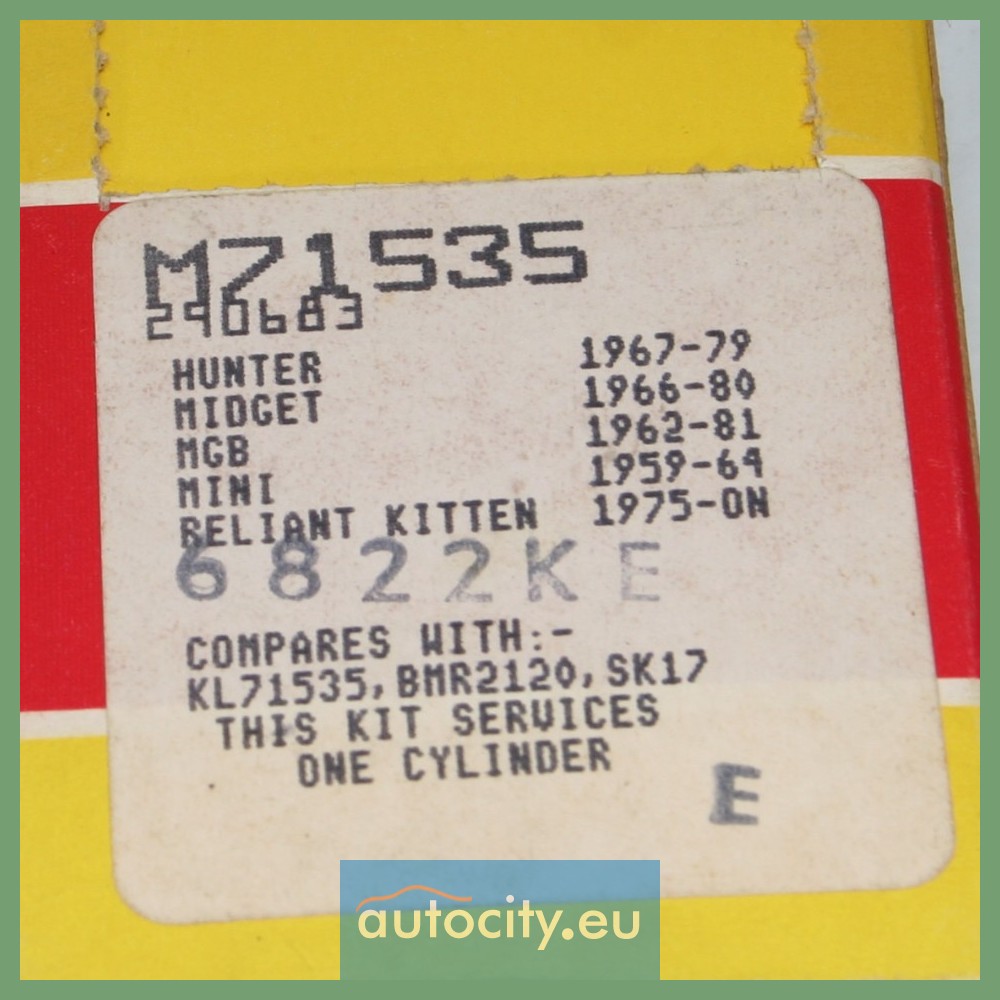 M71535
290683
HUNTER 1967-79
MIDGET 1966-80
MGB 1962-81
MINI 1959-64
RELIANT KITTEN 1975-ON
6822KE
COMPARES WITH:-
KL71535, BMR2120, SK17
THIS KIT SERVICES
ONE CYLINDER
E
autocity.eu